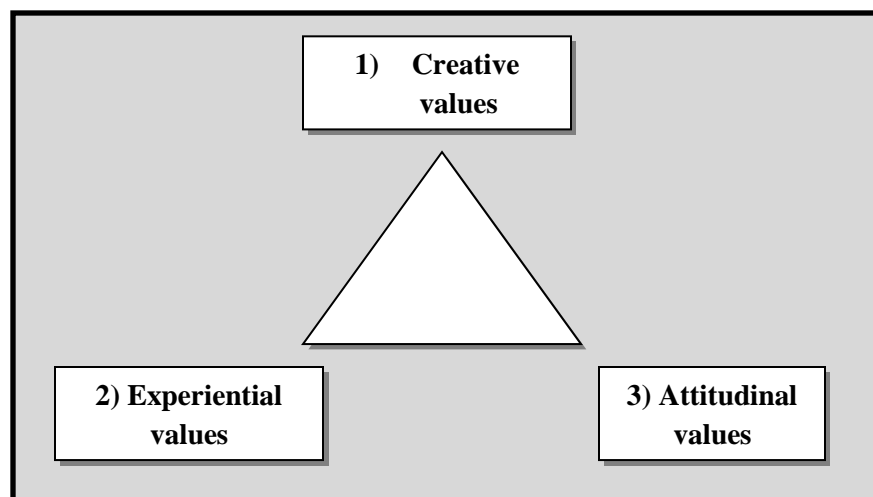 1) Creative
values
2) Experiential
values
3) Attitudinal
values